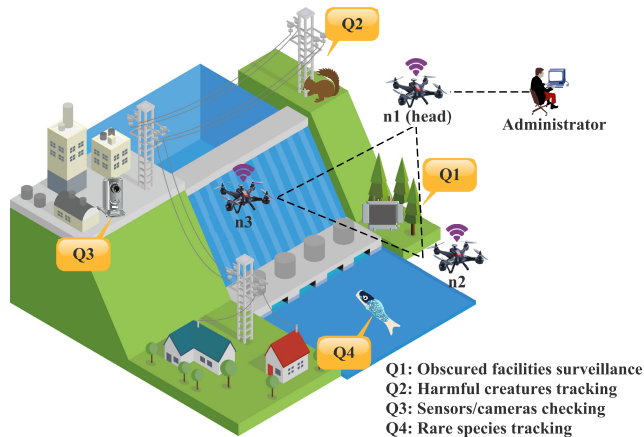 Q2
n1 (head)
Administrator
Q1
n3
Q3
n2
Q4
Q1: Obscured facilities surveillance
Q2: Harmful creatures tracking
Q3: Sensors/cameras checking
Q4: Rare species tracking